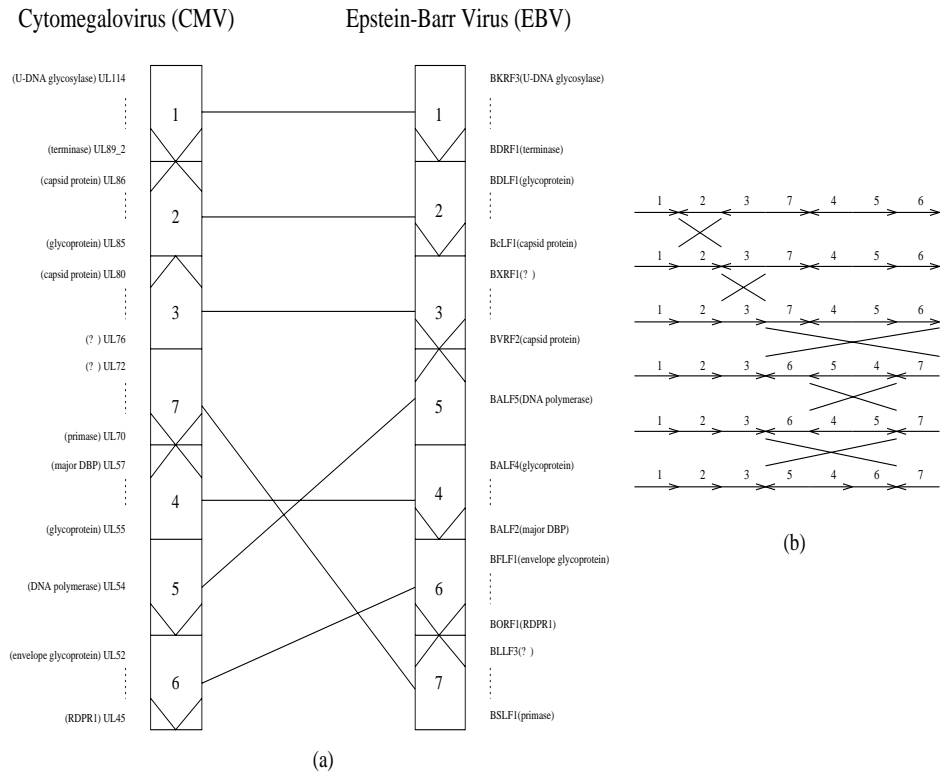 Cytomegalovirus (CMV)
Epstein-Barr Virus (EBV)
(U-DNA glycosylase) UL114
(terminase) UL89_2
(capsid protein) UL86
(glycoprotein) UL85
(capsid protein) UL80
(? ) UL76
(? ) UL72
(primase) UL70
(major DBP) UL57
(glycoprotein) UL55
(DNA polymerase) UL54
(envelope glycoprotein) UL52
(RDPR1) UL45
1
2
3
7
4
5
6
1
2
3
5
4
6
7
BKRF3(U-DNA glycosylase)
BDRF1(terminase)
BDLF1(glycoprotein)
BcLF1(capsid protein)
BXRF1(? )
BVRF2(capsid protein)
BALF5(DNA polymerase)
BALF4(glycoprotein)
BALF2(major DBP)
BFLF1(envelope glycoprotein)
BORF1(RDPR1)
BLLF3(? )
BSLF1(primase)
(a)
1 2 3 7 4 5 6
1 2 3 7 4 5 6
1 2 3 7 4 5 6
1 2 3 6 5 4 7
1 2 3 6 4 5 7
1 2 3 5 4 6 7
(b)